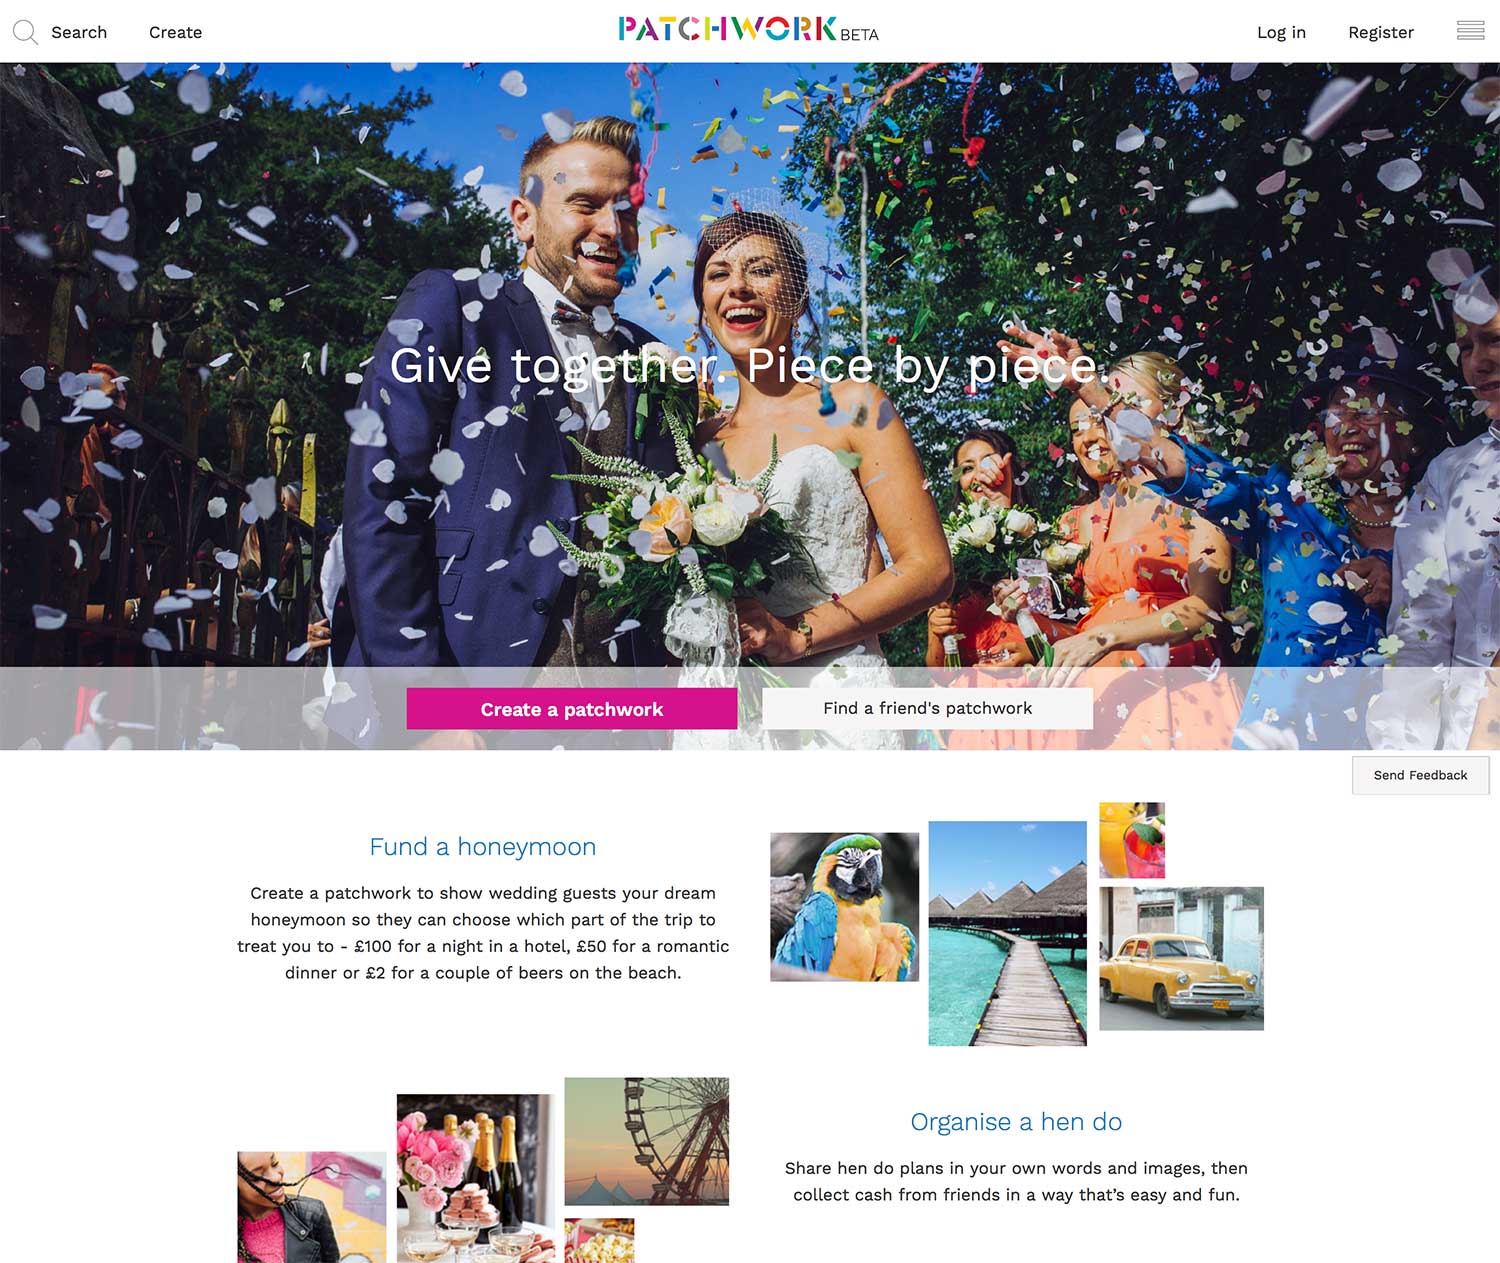 Search
Create
PATCHWORK BETA
Log in
Register
Give together. Piece by piece.
Create a patchwork
Find a friend's patchwork
Send Feedback
Fund a honeymoon
Create a patchwork to show wedding guests your dream
honeymoon so they can choose which part of the trip to
treat you to - £100 for a night in a hotel, £50 for a romantic
dinner or £2 for a couple of beers on the beach.
Organise a hen do
Share hen do plans in your own words and images, then
collect cash from friends in a way that’s easy and fun.